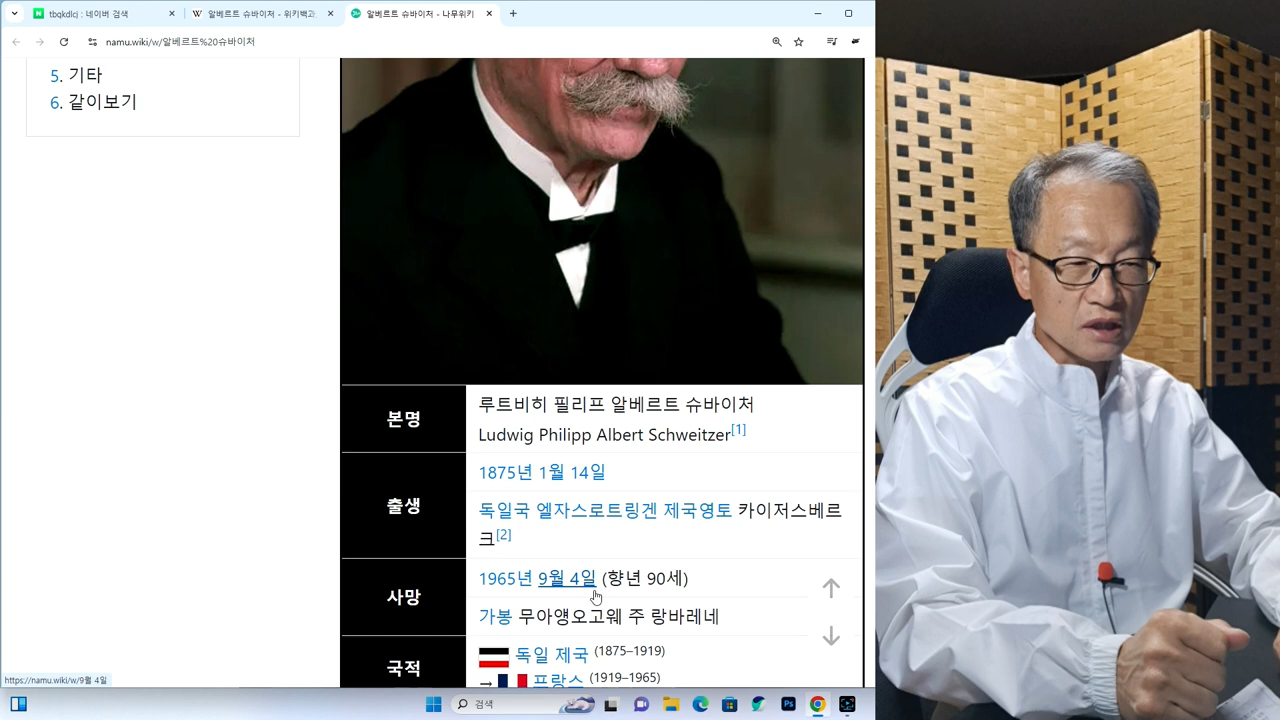 tbqkdlcj : 네이버 검색
알베르트 슈바이처 - 위키백과
알베르트 슈바이처 - 나무위키
namu.wiki/w/알베르트%20슈바이처
5. 기타
6. 같이보기
본명
루트비히 필리프 알베르트 슈바이처
Ludwig Philipp Albert Schweitzer[1]
출생
1875년 1월 14일
독일국 엘자스로트링겐 제국영토 카이저스베르
크[2]
사망
1965년 9월 4일 (향년 90세)
가봉 무아앵오고웨 주 랑바레네
국적
독일 제국 (1875–1919)
→ 프랑스 (1919–1965)
https://namu.wiki/w/9월 4일
검색
Ps